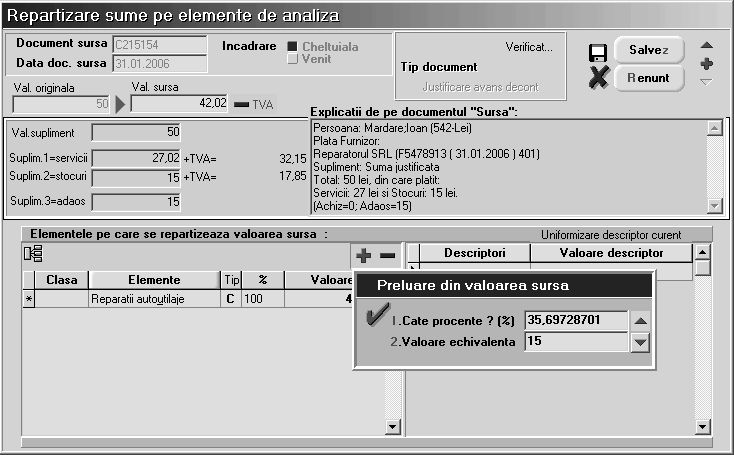 Repartizare sume pe elemente de analiza
Document sursa C215154
Data doc. sursa 31.01.2006
Incadrare Cheltuiala
Venit
Verificat...
Tip document
Justificare avans decont
Salvez
Renunt
Val. originala Val. sursa
50 42,02 TVA
Explicatii de pe documentul "Sursa":
Val.supliment 50
Suplim.1=servicii 27,02 +TVA= 32,15
Suplim.2=stocuri 15 +TVA= 17,85
Suplim.3=adaos 15
Persoana: Mardare;Ioan (542-Lei)
Plata Furnizor:
Reparatorul SRL (F5478913 ( 31.01.2006 ) 401)
Supliment: Suma justificata
Total: 50 lei, din care platit:
Servicii: 27 lei si Stocuri: 15 lei.
(Achiz=0; Adaos=15)
Elementele pe care se repartizeaza valoarea sursa :
Uniformizare descriptor curent
Clasa Elemente Tip % Valoare
* Reparatii autoutilaje C 100 4
Descriptori Valoare descriptor
Preluare din valoarea sursa
1.Cate procente ? (%) 35,69728701
2.Valoare echivalenta 15